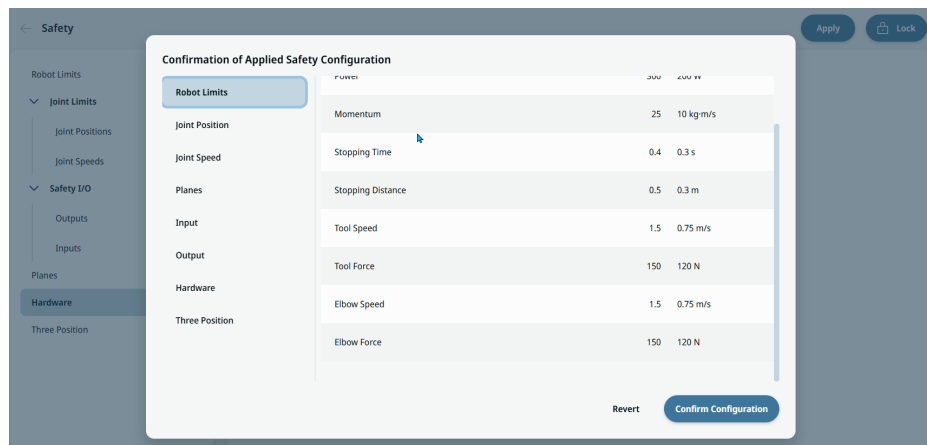 Safety
Apply
Lock
Robot Limits
Joint Limits
Joint Positions
Joint Speeds
Safety I/O
Outputs
Inputs
Planes
Hardware
Three Position
Confirmation of Applied Safety Configuration
Robot Limits
Joint Position
Joint Speed
Planes
Input
Output
Hardware
Three Position
Power 300 200 W
Momentum 25 10 kg·m/s
Stopping Time 0.4 0.3 s
Stopping Distance 0.5 0.3 m
Tool Speed 1.5 0.75 m/s
Tool Force 150 120 N
Elbow Speed 1.5 0.75 m/s
Elbow Force 150 120 N
Revert
Confirm Configuration